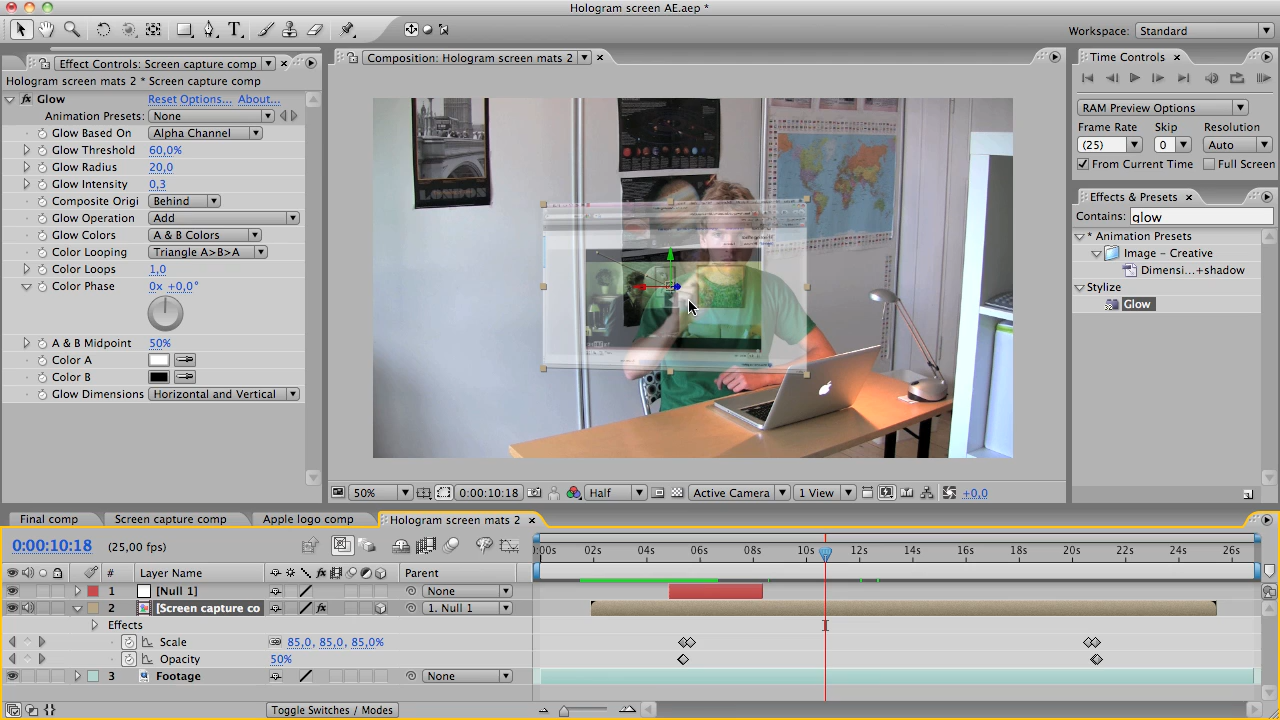 Hologram screen AE.aep *
Workspace: Standard
Effect Controls: Screen capture comp
Composition: Hologram screen mats 2
Time Controls
Hologram screen mats 2 * Screen capture comp
Glow Reset Options... About...
Animation Presets: None
Glow Based On Alpha Channel
Glow Threshold 60,0%
Glow Radius 20,0
Glow Intensity 0,3
Composite Origi Behind
Glow Operation Add
Glow Colors A & B Colors
Color Looping Triangle A>B>A
Color Loops 1,0
Color Phase 0x +0,0°
A & B Midpoint 50%
Color A
Color B
Glow Dimensions Horizontal and Vertical
LONDON
RAM Preview Options
Frame Rate Skip Resolution
(25) 0 Auto
From Current Time Full Screen
Effects & Presets
Contains: glow
* Animation Presets
Image – Creative
Dimensi...+shadow
Stylize
Glow
50% 0:00:10:18 Half Active Camera 1 View +0,0
Final comp Screen capture comp Apple logo comp Hologram screen mats 2
0:00:10:18 (25,00 fps)
0:00s 02s 04s 06s 08s 10s 12s 14s 16s 18s 20s 22s 24s 26s
# Layer Name Parent
1 [Null 1] None
2 [Screen capture co 1. Null 1
Effects
Scale 85,0, 85,0, 85,0%
Opacity 50%
3 Footage None
Toggle Switches / Modes